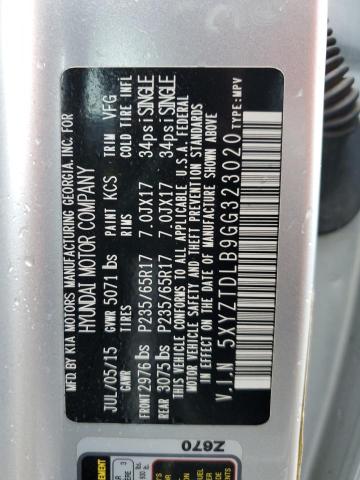 MFD. BY KIA MOTORS MANUFACTURING GEORGIA, INC. FOR
HYUNDAI MOTOR COMPANY
JUL/05/15 PAINT KCS TRIM VFG
GVWR 5071 lbs
GAWR TIRES RIMS COLD TIRE INFL
FRONT 2976 lbs P235/65R17 7.0JX17 34psi SINGLE
REAR 3075 lbs P235/65R17 7.0JX17 34psi SINGLE
THIS VEHICLE CONFORMS TO ALL APPLICABLE U.S.A. FEDERAL
MOTOR VEHICLE SAFETY AND THEFT PREVENTION STANDARDS
IN EFFECT ON THE DATE OF MANUFACTURE SHOWN ABOVE.
V.I.N: 5XYZTDLB9GG323020
TYPE: MPV
Z670